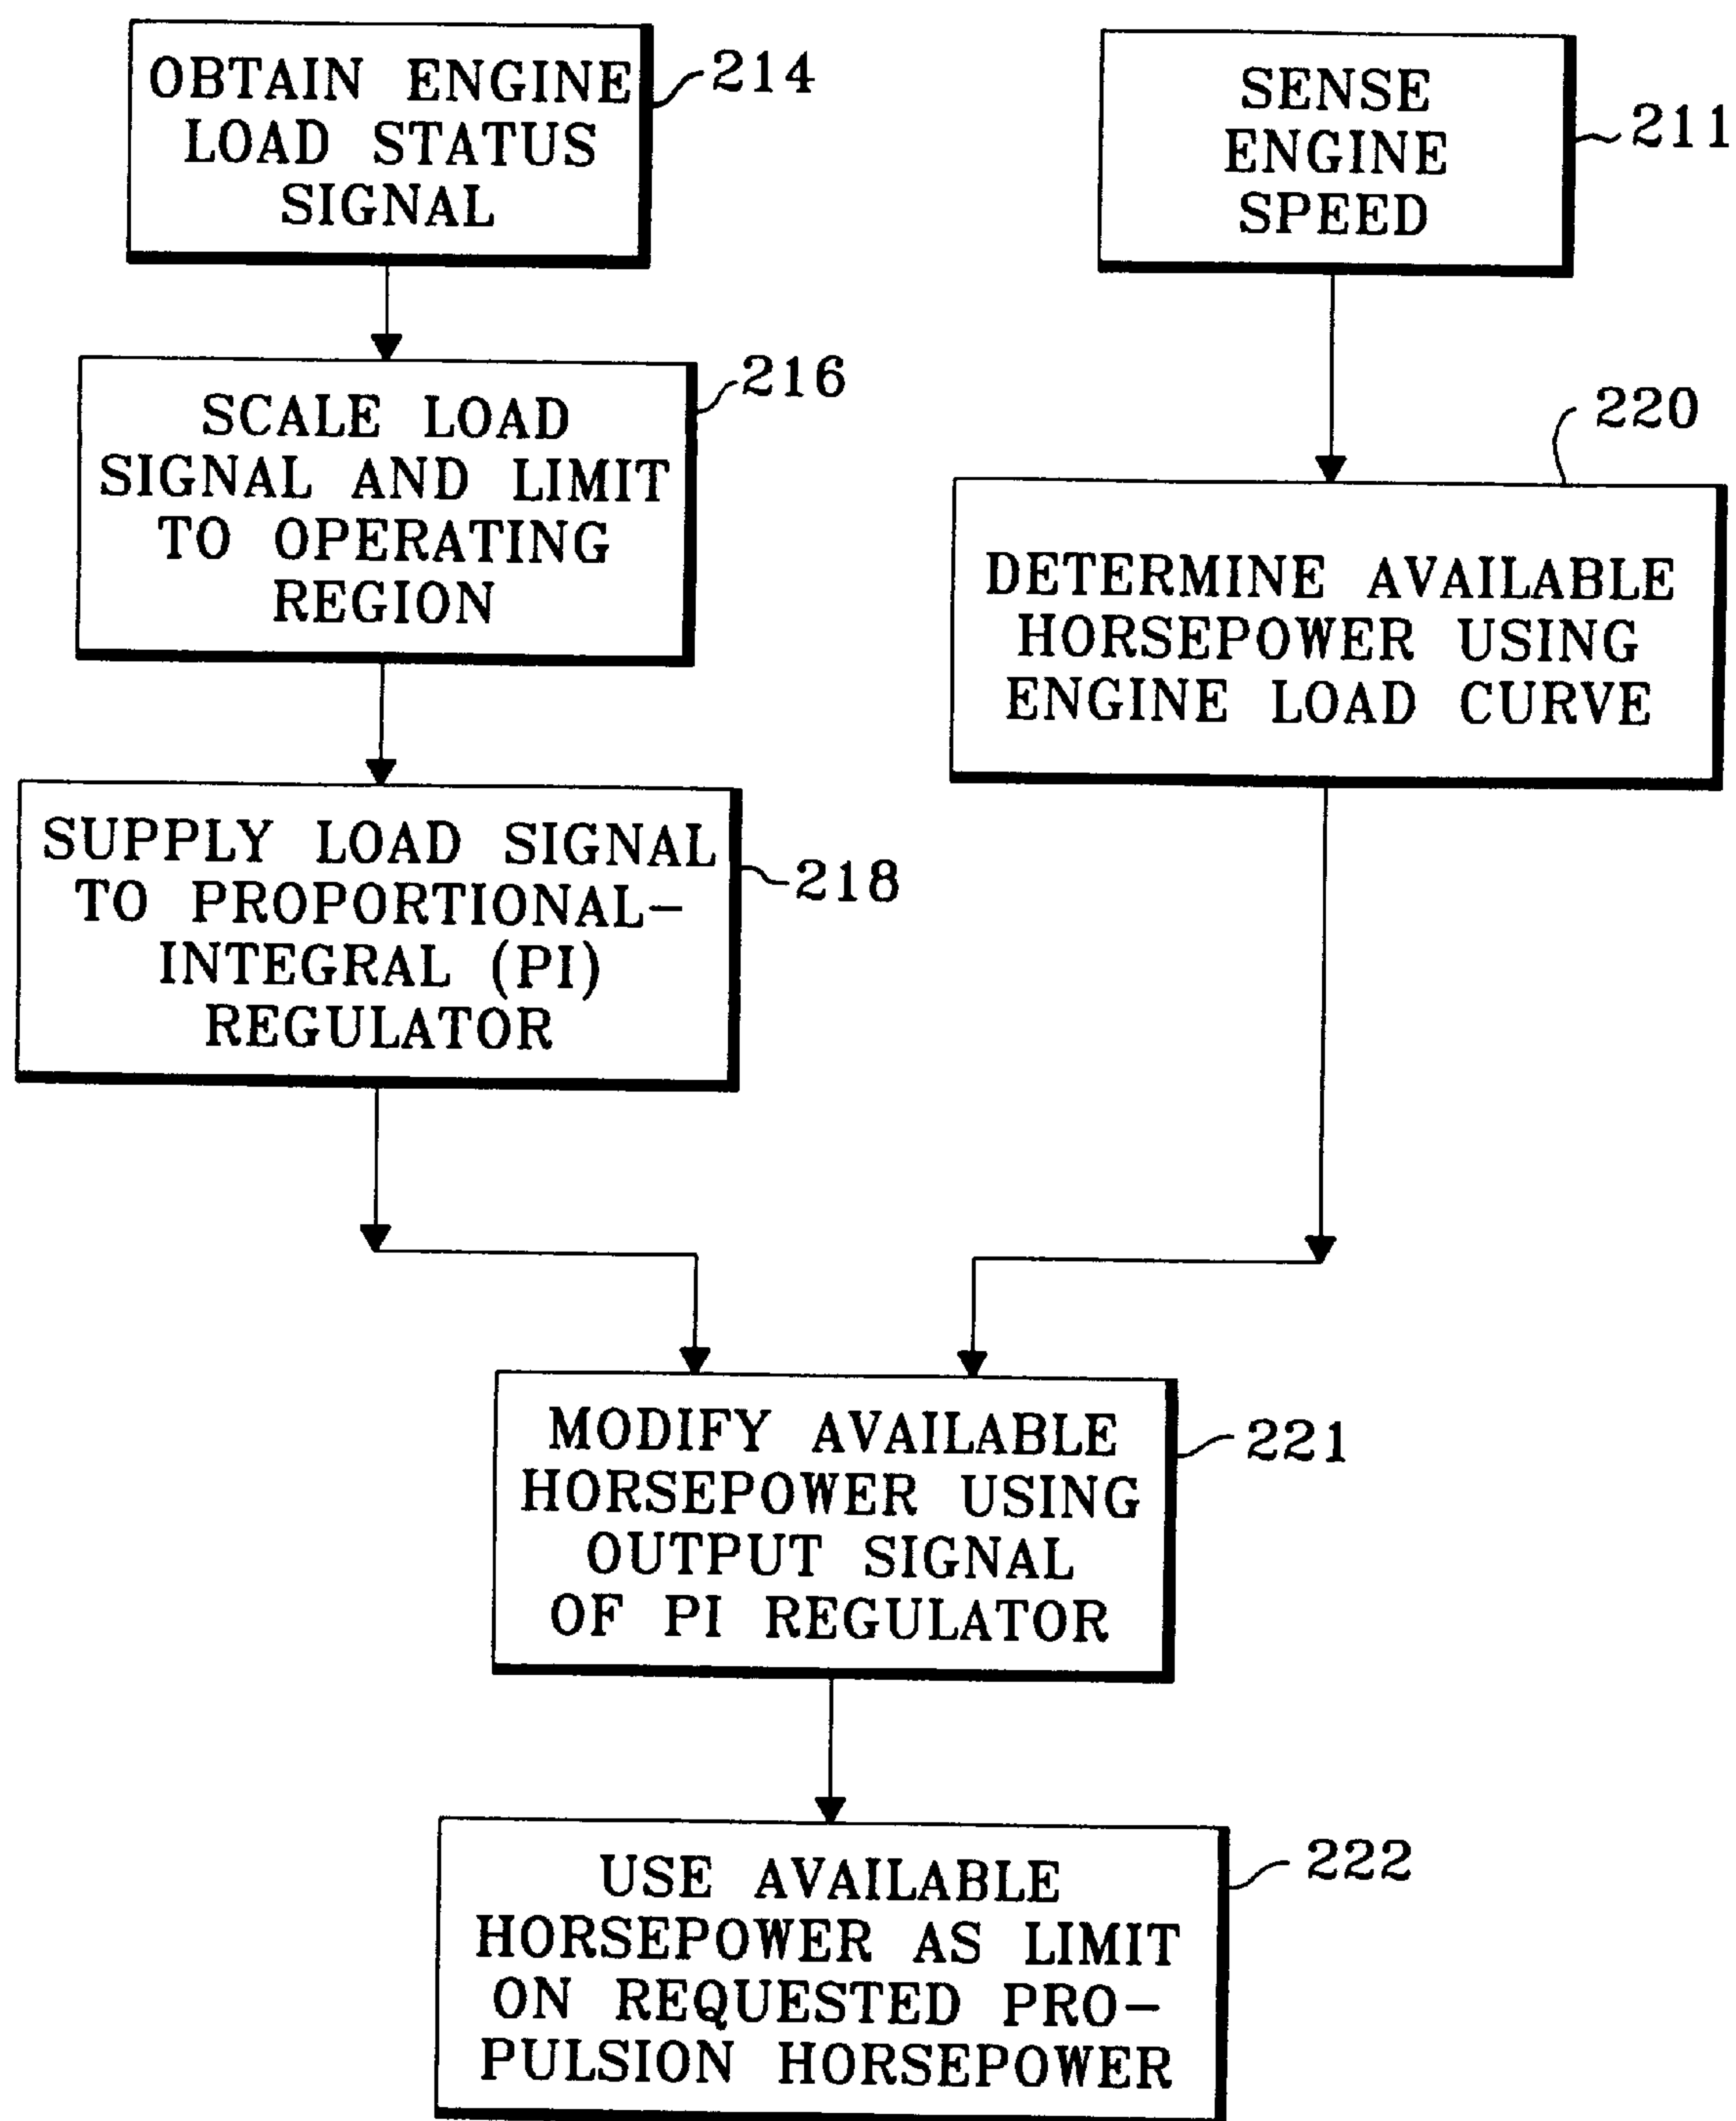 OBTAIN ENGINE
LOAD STATUS
SIGNAL
214
SENSE
ENGINE
SPEED
211
SCALE LOAD
SIGNAL AND LIMIT
TO OPERATING
REGION
216
220
DETERMINE AVAILABLE
HORSEPOWER USING
ENGINE LOAD CURVE
SUPPLY LOAD SIGNAL
TO PROPORTIONAL-
INTEGRAL (PI)
REGULATOR
218
MODIFY AVAILABLE
HORSEPOWER USING
OUTPUT SIGNAL
OF PI REGULATOR
221
USE AVAILABLE
HORSEPOWER AS LIMIT
ON REQUESTED PRO-
PULSION HORSEPOWER
222